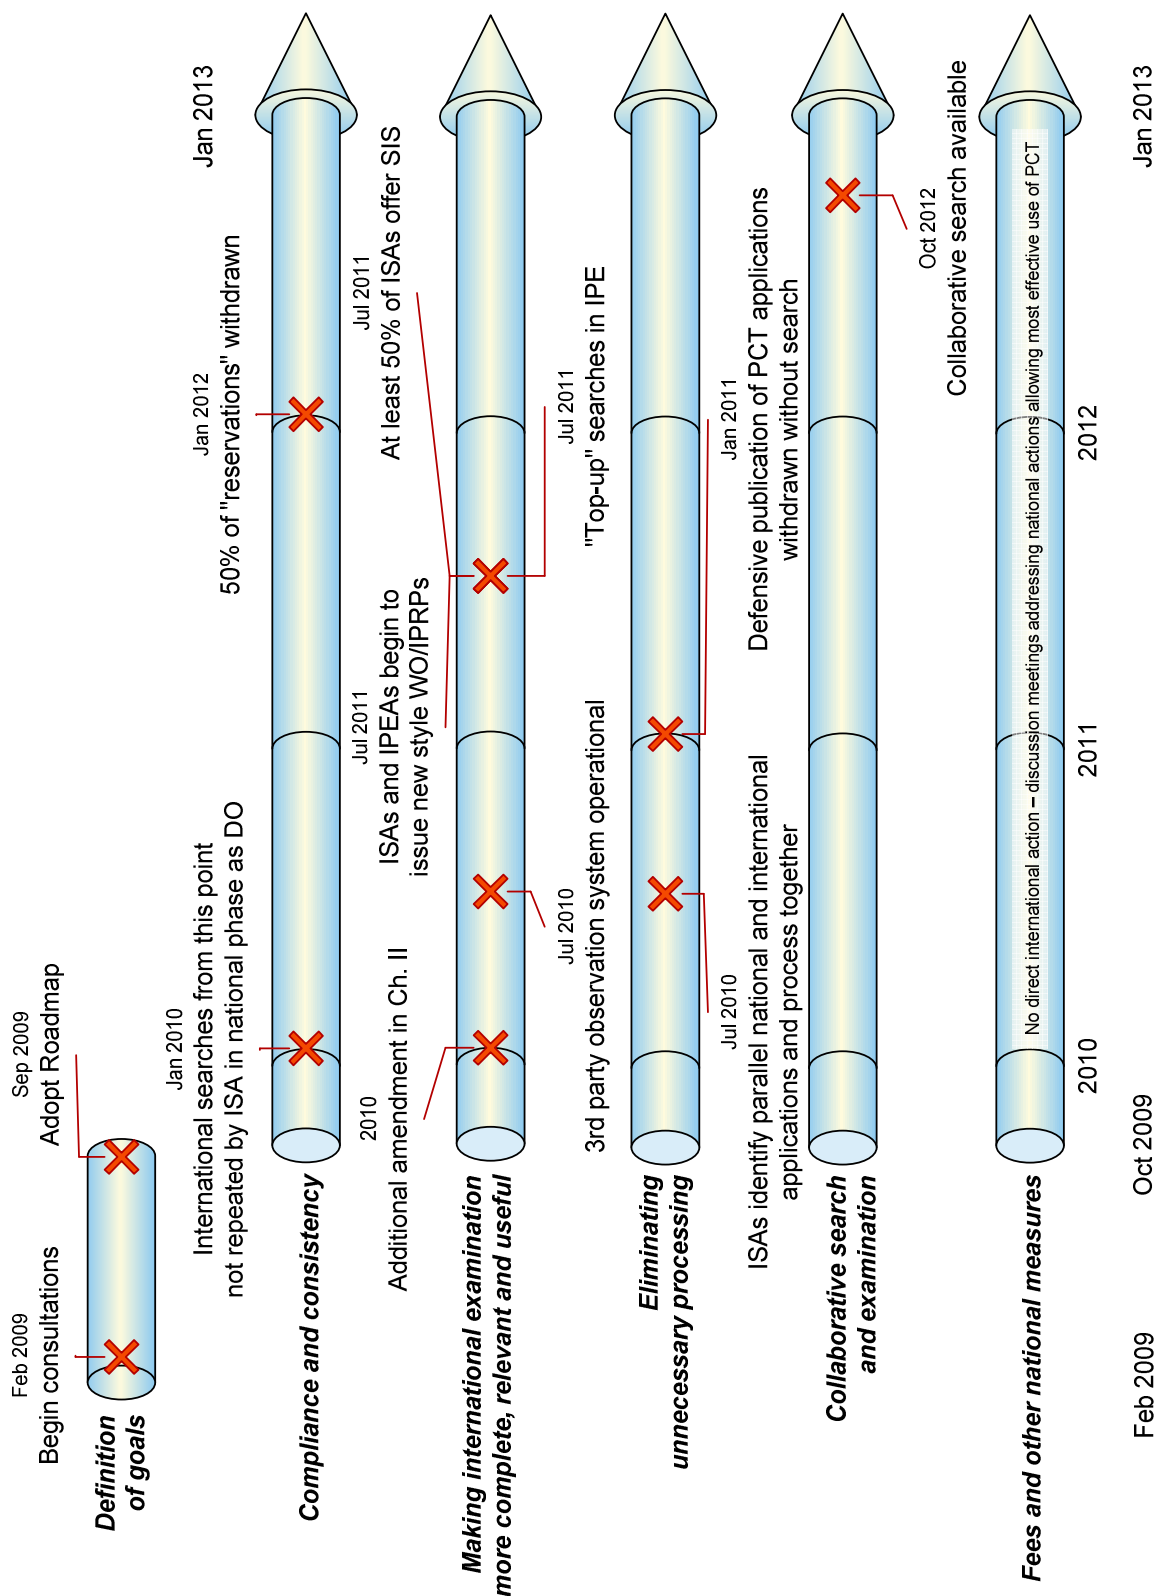 Feb 2009
Begin consultations
Sep 2009
Adopt Roadmap
Definition
of goals
Jan 2010
International searches from this point
not repeated by ISA in national phase as DO
Jan 2012
50% of "reservations" withdrawn
Jan 2013
Compliance and consistency
2010
Additional amendment in Ch. II
Jul 2011
ISAs and IPEAs begin to
issue new style WO/IPRPs
Jul 2011
At least 50% of ISAs offer SIS
Making international examination
more complete, relevant and useful
Jul 2010
3rd party observation system operational
Jul 2011
"Top-up" searches in IPE
Eliminating
unnecessary processing
Jul 2010
ISAs identify parallel national and international
applications and process together
Jan 2011
Defensive publication of PCT applications
withdrawn without search
Collaborative search
and examination
Oct 2012
Collaborative search available
Fees and other national measures
No direct international action – discussion meetings addressing national actions allowing most effective use of PCT
2010
2011
2012
Feb 2009
Oct 2009
Jan 2013